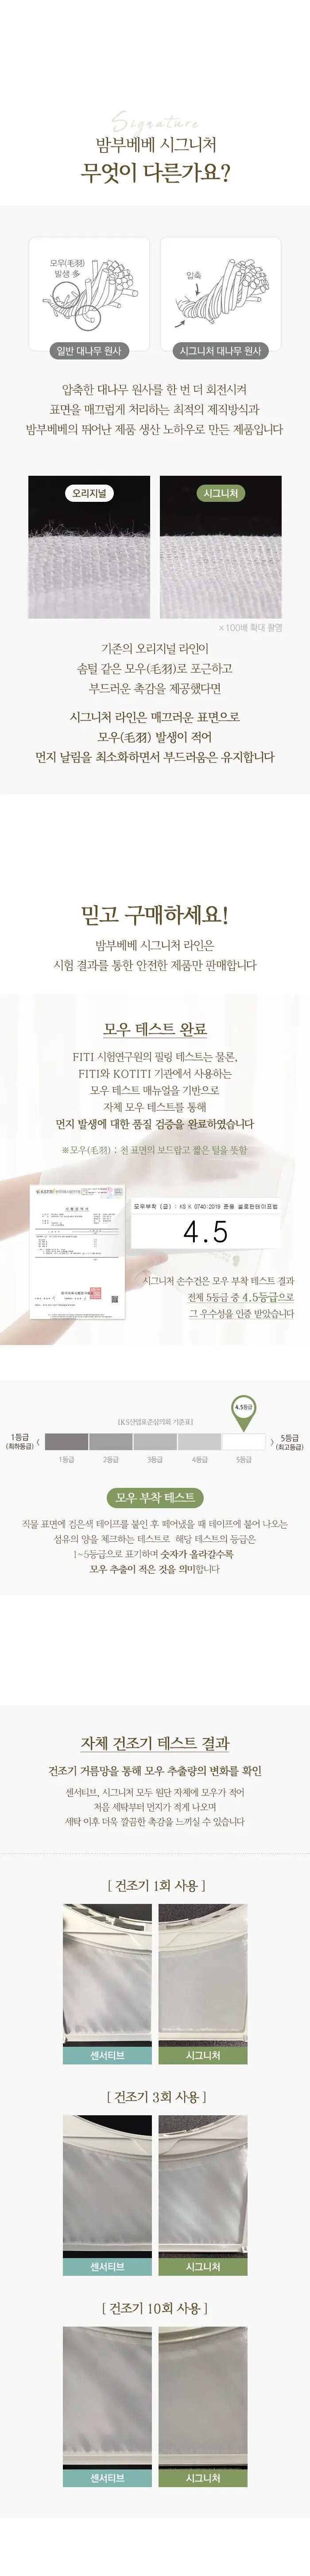 Signature
밤부베베 시그니처
무엇이 다른가요?
모우(毛羽)
발생 多
압축
일반 대나무 원사
시그니처 대나무 원사
압축한 대나무 원사를 한 번 더 회전시켜
표면을 매끄럽게 처리하는 최적의 제직방식과
밤부베베의 뛰어난 제품 생산 노하우로 만든 제품입니다
오리지널
시그니처
×100배 확대 촬영
기존의 오리지널 라인이
솜털 같은 모우(毛羽)로 포근하고
부드러운 촉감을 제공했다면
시그니처 라인은 매끄러운 표면으로
모우(毛羽) 발생이 적어
먼지 날림을 최소화하면서 부드러움은 유지합니다
믿고 구매하세요!
밤부베베 시그니처 라인은
시험 결과를 통한 안전한 제품만 판매합니다
모우 테스트 완료
FITI 시험연구원의 필링 테스트는 물론,
FITI와 KOTITI 기관에서 사용하는
모우 테스트 매뉴얼을 기반으로
자체 모우 테스트를 통해
먼지 발생에 대한 품질 검증을 완료하였습니다
※모우(毛羽) : 천 표면의 보드랍고 짧은 털을 뜻함
KOTITI
모우부착 (급) : KS K 0740:2019 준용 셀로판테이프법
4.5
시그니처 손수건은 모우 부착 테스트 결과
전체 5등급 중 4.5등급으로
그 우수성을 인증 받았습니다
4.5등급
[KS산업표준심의회 기준표]
1등급
(최하등급)
5등급
(최고등급)
1등급
2등급
3등급
4등급
5등급
모우 부착 테스트
직물 표면에 검은색 테이프를 붙인 후 떼어냈을 때 테이프에 붙어 나오는
섬유의 양을 체크하는 테스트로 해당 테스트의 등급은
1~5등급으로 표기하며 숫자가 올라갈수록
모우 추출이 적은 것을 의미합니다
자체 건조기 테스트 결과
건조기 거름망을 통해 모우 추출량의 변화를 확인
센서티브, 시그니처 모두 원단 자체에 모우가 적어
처음 세탁부터 먼지가 적게 나오며
세탁 이후 더욱 깔끔한 촉감을 느끼실 수 있습니다
[ 건조기 1회 사용 ]
센서티브
시그니처
[ 건조기 3회 사용 ]
센서티브
시그니처
[ 건조기 10회 사용 ]
센서티브
시그니처